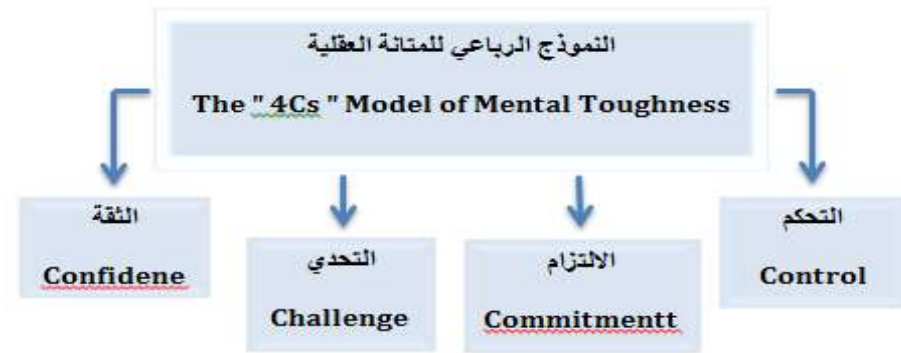 النموذج الرباعي للمتانة العقلية
The " 4Cs " Model of Mental Toughness
الثقة
Confidene
التحدي
Challenge
الالتزام
Commitmentt
التحكم
Control